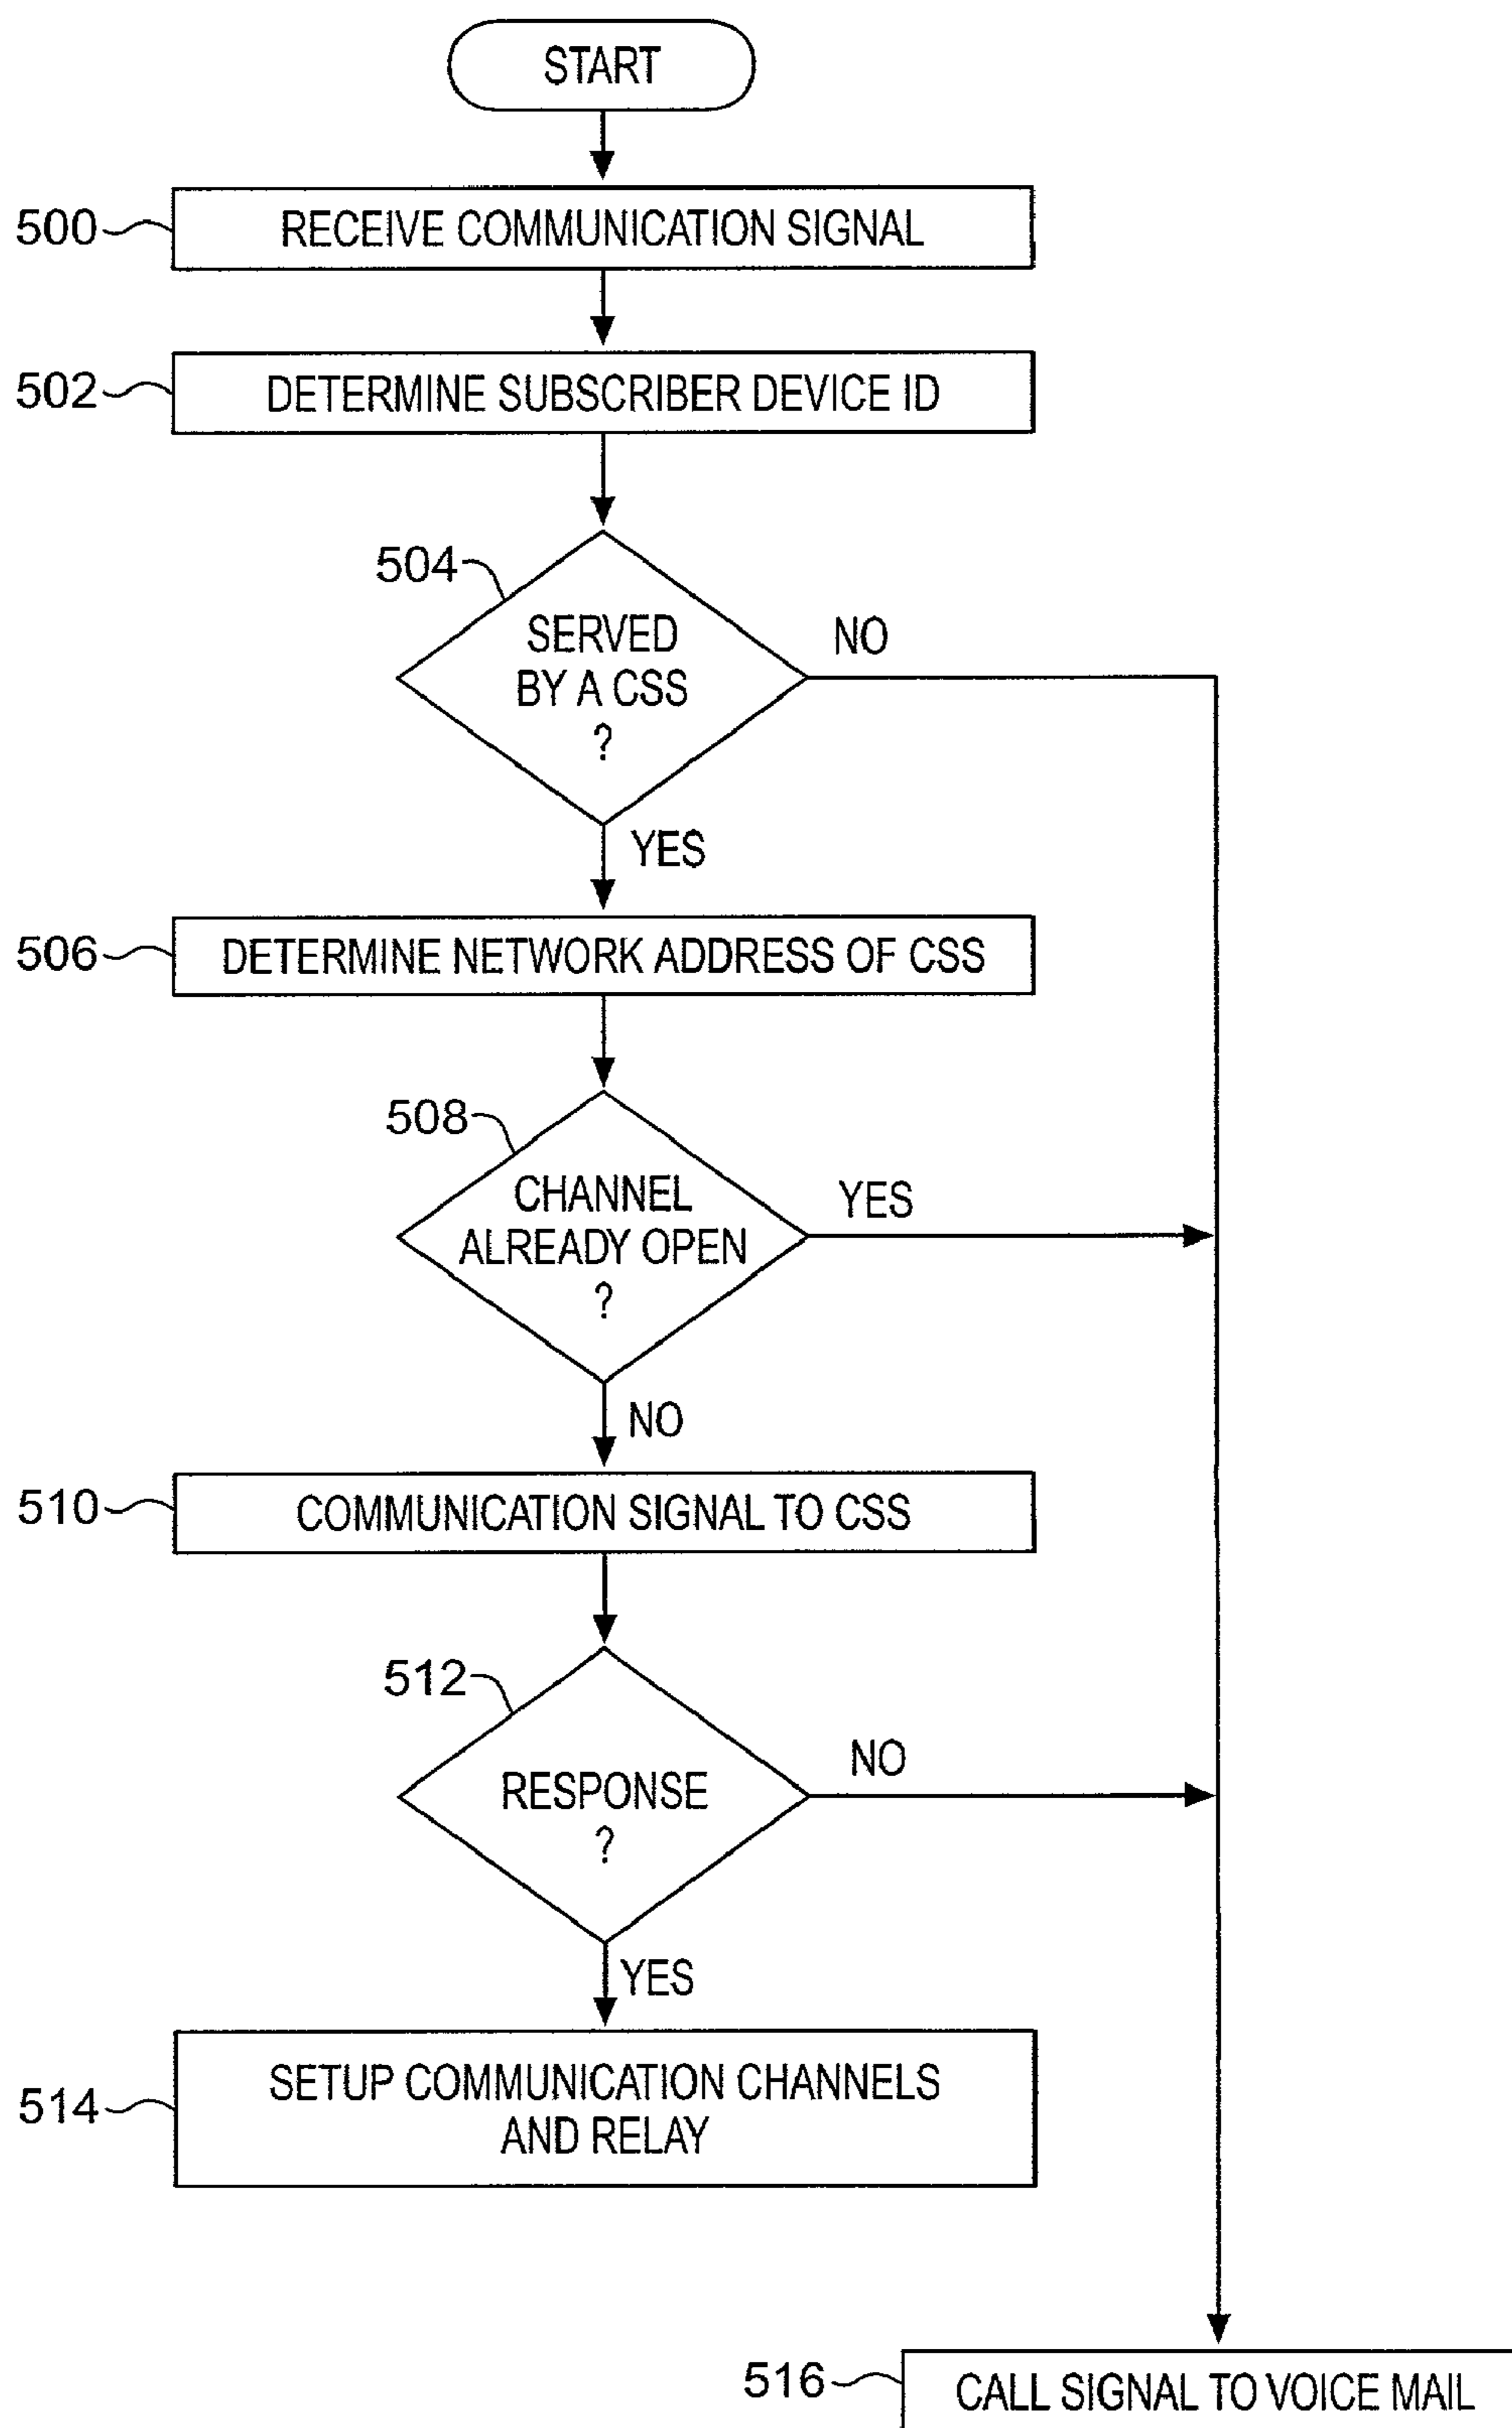 START
500
RECEIVE COMMUNICATION SIGNAL
502
DETERMINE SUBSCRIBER DEVICE ID
504
SERVED
BY A CSS
?
NO
YES
506
DETERMINE NETWORK ADDRESS OF CSS
508
CHANNEL
ALREADY OPEN
?
YES
NO
510
COMMUNICATION SIGNAL TO CSS
512
RESPONSE
?
NO
YES
514
SETUP COMMUNICATION CHANNELS
AND RELAY
516
CALL SIGNAL TO VOICE MAIL